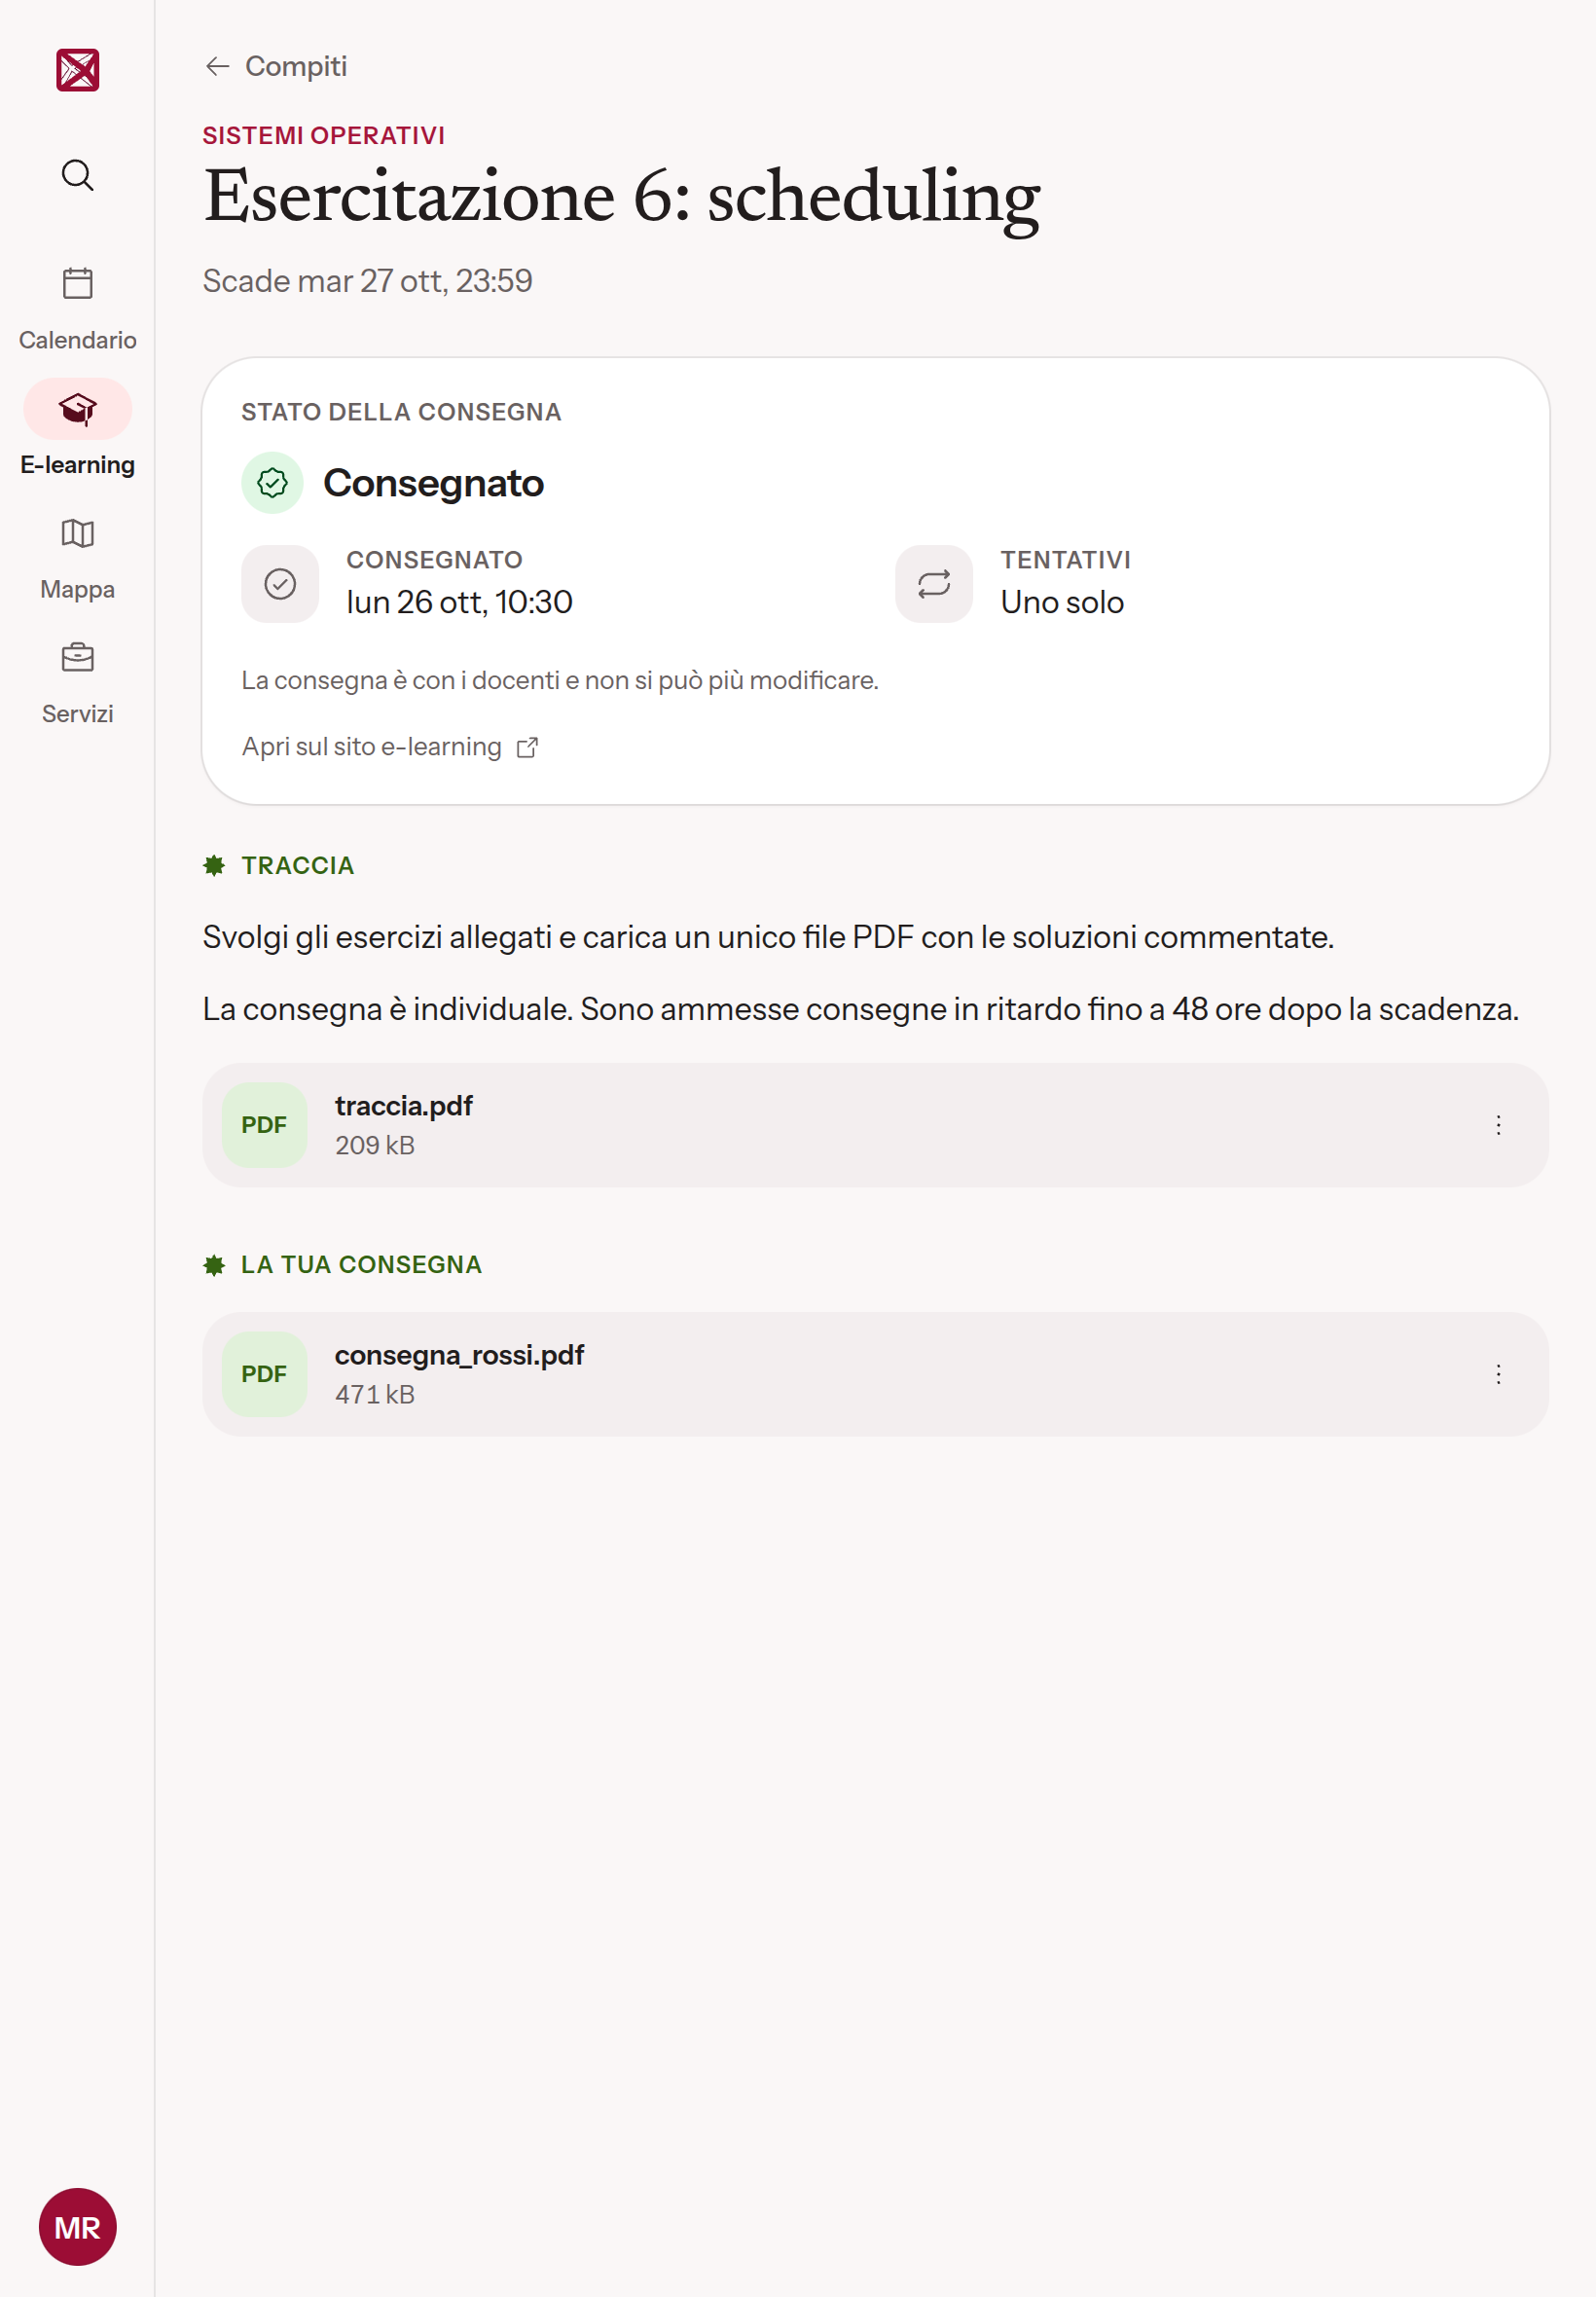 Compiti
SISTEMI OPERATIVI
Esercitazione 6: scheduling
Scade mar 27 ott, 23:59
Calendario
E-learning
Mappa
Servizi
STATO DELLA CONSEGNA
Consegnato
CONSEGNATO
lun 26 ott, 10:30
TENTATIVI
Uno solo
La consegna è con i docenti e non si può più modificare.
Apri sul sito e-learning
TRACCIA
Svolgi gli esercizi allegati e carica un unico file PDF con le soluzioni commentate.
La consegna è individuale. Sono ammesse consegne in ritardo fino a 48 ore dopo la scadenza.
PDF
traccia.pdf
209 kB
LA TUA CONSEGNA
PDF
consegna_rossi.pdf
471 kB
MR